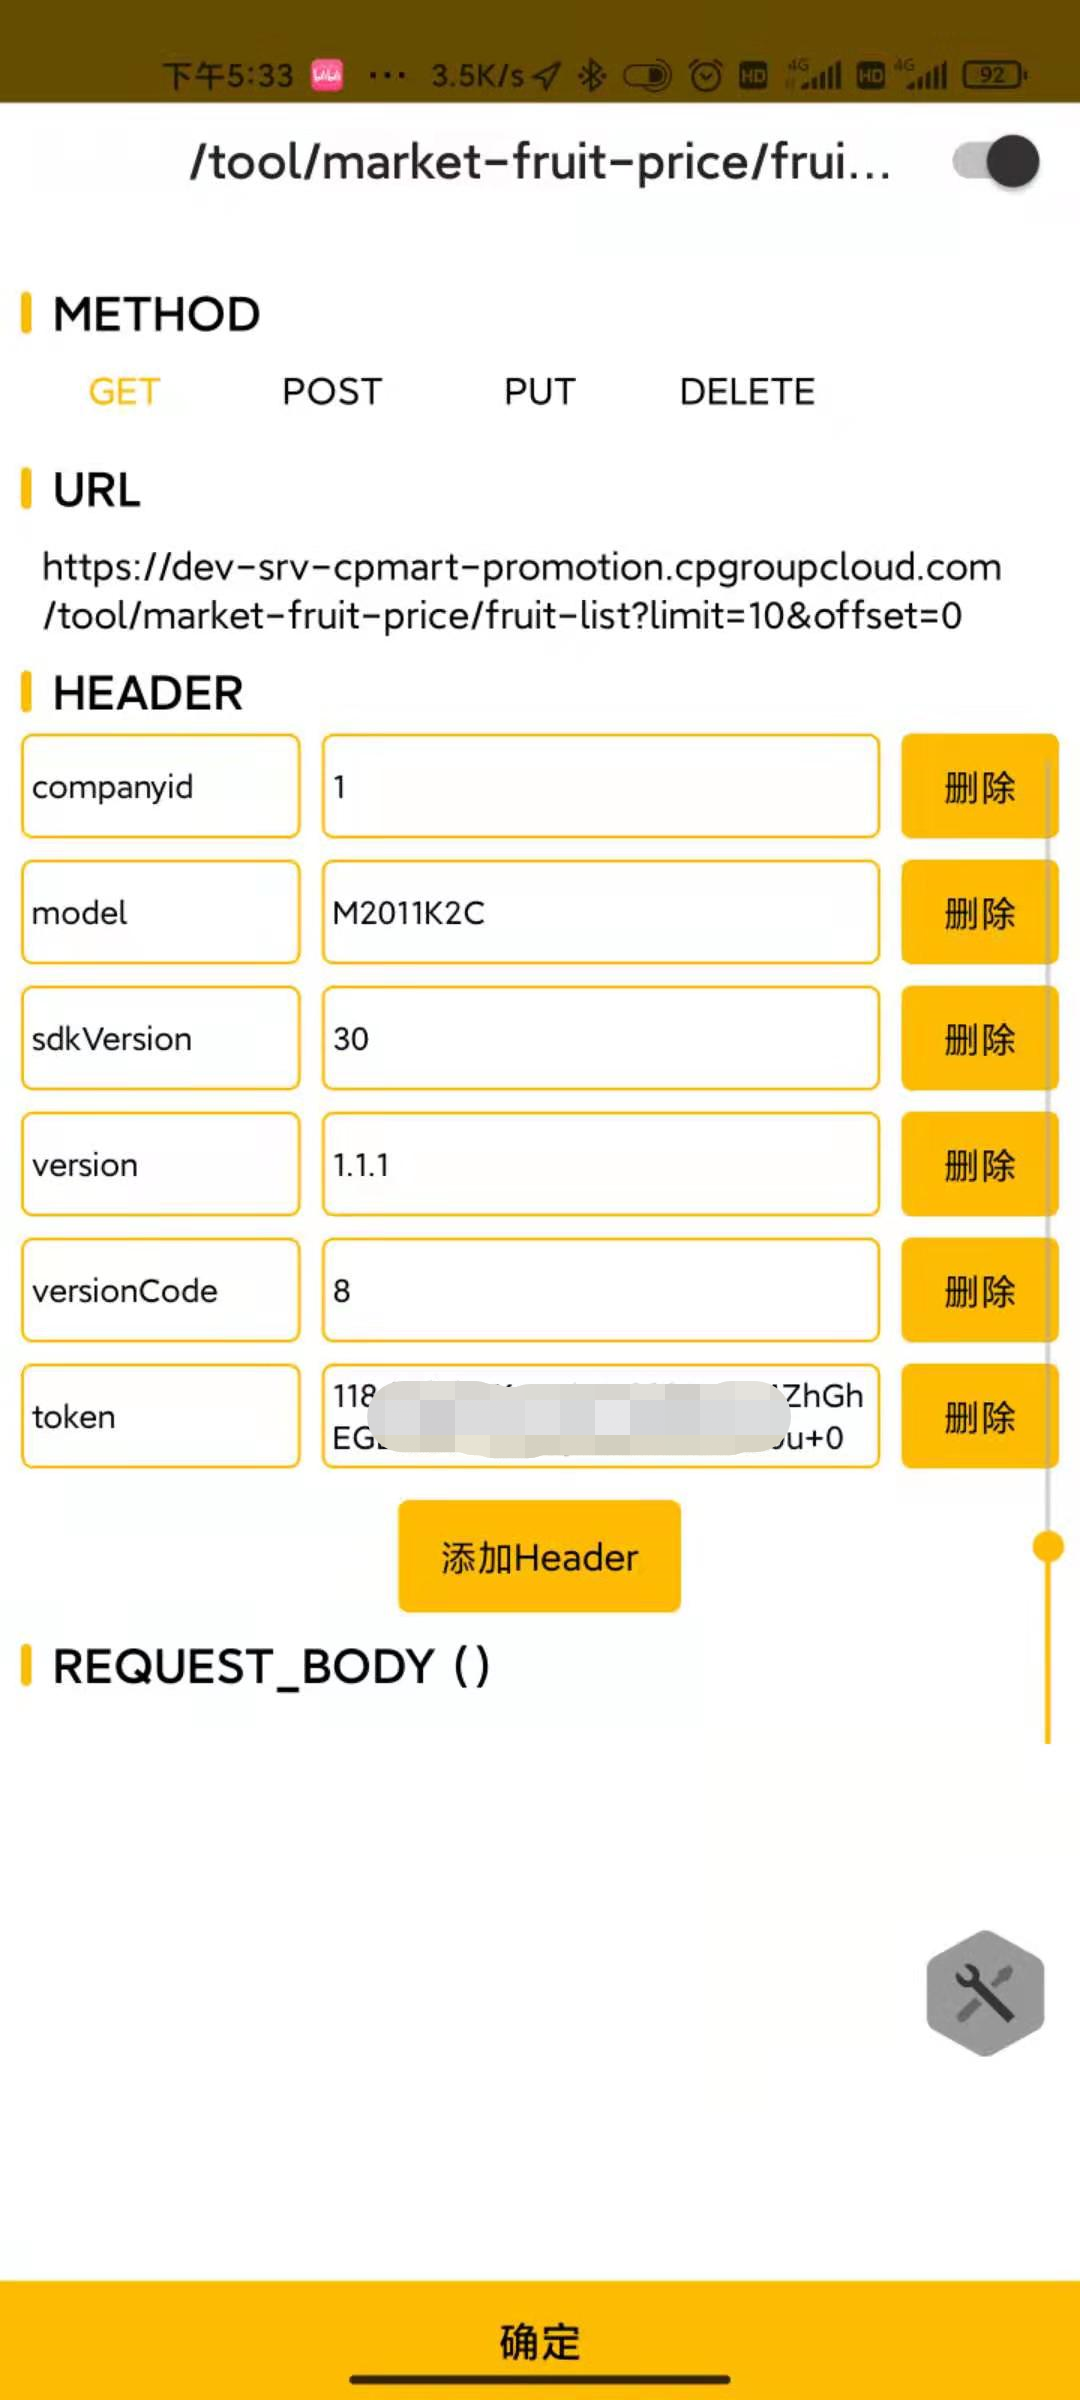 下午5:33 ... 3.5K/s HD 4G HD 4G 92
/tool/market-fruit-price/frui...
METHOD
GET POST PUT DELETE
URL
https://dev-srv-cpmart-promotion.cpgroupcloud.com
/tool/market-fruit-price/fruit-list?limit=10&offset=0
HEADER
companyid 1 删除
model M2011K2C 删除
sdkVersion 30 删除
version 1.1.1 删除
versionCode 8 删除
token 118 ZhGh 删除
EG u+0
添加Header
REQUEST_BODY ()
确定